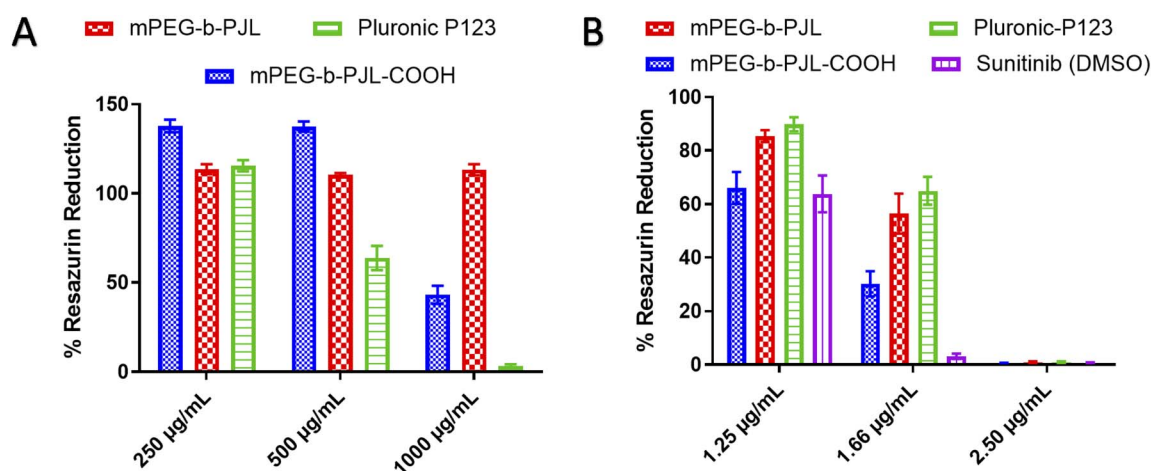 A
mPEG-b-PJL
Pluronic P123
mPEG-b-PJL-COOH
% Resazurin Reduction
150
100
50
0
250 µg/mL
500 µg/mL
1000 µg/mL
B
mPEG-b-PJL
Pluronic-P123
mPEG-b-PJL-COOH
Sunitinib (DMSO)
% Resazurin Reduction
100
80
60
40
20
0
1.25 µg/mL
1.66 µg/mL
2.50 µg/mL